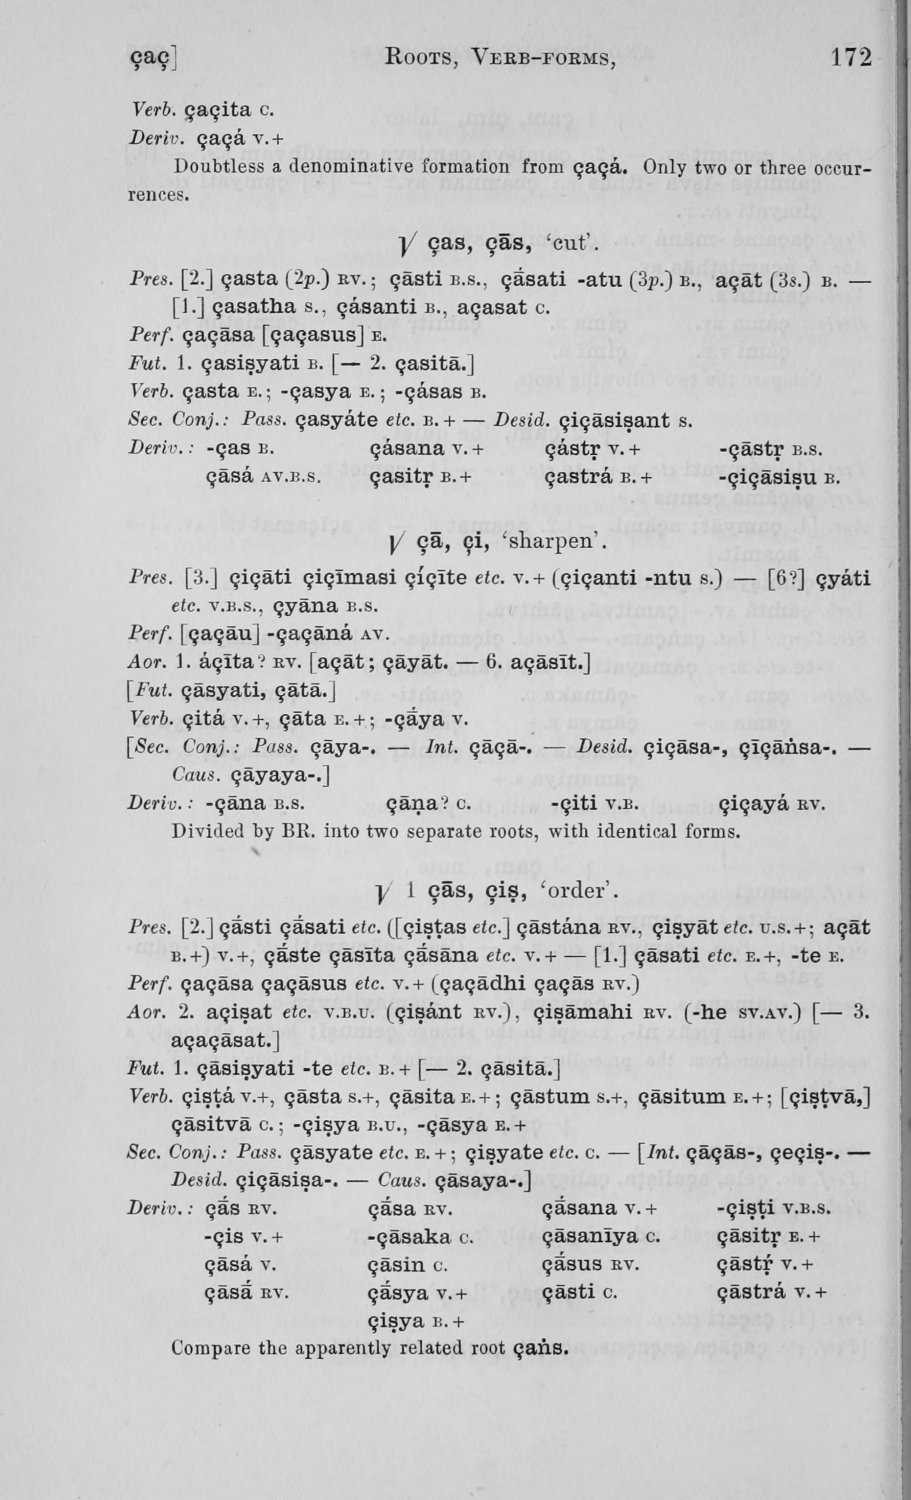 çaç] Roots, Verb-forms, 172
Verb. çaçita c.
Deriv. çaçá v.+
Doubtless a denominative formation from çaçá. Only two or three occur-
rences.
√ ças, çās, ‘cut’.
Pres. [2.] çasta (2p.) RV.; çāsti B.S., çā́sati -atu (3p.) B., açāt (3s.) B. —
[1.] çasatha S., çásanti B., açasat C.
Perf. çaçāsa [çaçasus] E.
Fut. 1. çasiṣyati B. [— 2. çasitā.]
Verb. çasta E.; -çasya E.; -çásas B.
Sec. Conj.: Pass. çasyáte etc. B.+ — Desid. çiçāsiṣant S.
Deriv.: -ças B. çásana V.+ çástṛ V.+ -çāstṛ B.S.
çāsá AV.B.S. çasitṛ B.+ çastrá B.+ -çiçāsiṣu B.
√ çā, çi, ‘sharpen’.
Pres. [3.] çiçāti çiçīmasi çíçīte etc. V.+ (çiçanti -ntu S.) — [6?] çyáti
etc. V.B.S., çyāna B.S.
Perf. [çaçāu] -çaçāná AV.
Aor. 1. áçīta? RV. [açāt; çāyāt. — 6. açāsīt.]
[Fut. çāsyati, çātā.]
Verb. çitá V.+, çāta E.+; -çā́ya V.
[Sec. Conj.: Pass. çāya-. — Int. çāçā-. — Desid. çiçāsa-, çīçāṅsa-. —
Caus. çāyaya-.]
Deriv.: -çāna B.S. çāṇa? C. -çiti V.B. çiçayá RV.
Divided by BR. into two separate roots, with identical forms.
√ 1 çās, çiṣ, ‘order’.
Pres. [2.] çā́sti çā́sati etc. ([çiṣṭas etc.] çāstána RV., çiṣyāt etc. U.S.+; açāt
B.+) V.+, çā́ste çāsīta çā́sāna etc. V.+ — [1.] çāsati etc. E.+, -te E.
Perf. çaçāsa çaçāsus etc. V.+ (çaçādhi çaçās RV.)
Aor. 2. açiṣat etc. V.B.U. (çiṣánt RV.), çiṣāmahi RV. (-he SV.AV.) [— 3.
açaçāsat.]
Fut. 1. çāsiṣyati -te etc. B.+ [— 2. çāsitā.]
Verb. çiṣṭá V.+, çāsta S.+, çāsita E.+; çāstum S.+, çāsitum E.+; [çiṣṭvā,]
çāsitvā C.; -çiṣya B.U., -çāsya E.+
Sec. Conj.: Pass. çāsyate etc. E.+; çiṣyate etc. C. — [Int. çāçās-, çeçiṣ-. —
Desid. çiçāsiṣa-. — Caus. çāsaya-.]
Deriv.: çā́s RV. çā́sa RV. çā́sana V.+ -çiṣṭi V.B.S.
-çis V.+ -çāsaka C. çāsanīya C. çāsitṛ E.+
çāsá V. çāsin C. çā́sus RV. çāstṛ́ V.+
çāsā́ RV. çā́sya V.+ çāsti C. çāstrá V.+
çiṣya B.+
Compare the apparently related root çaṅs.